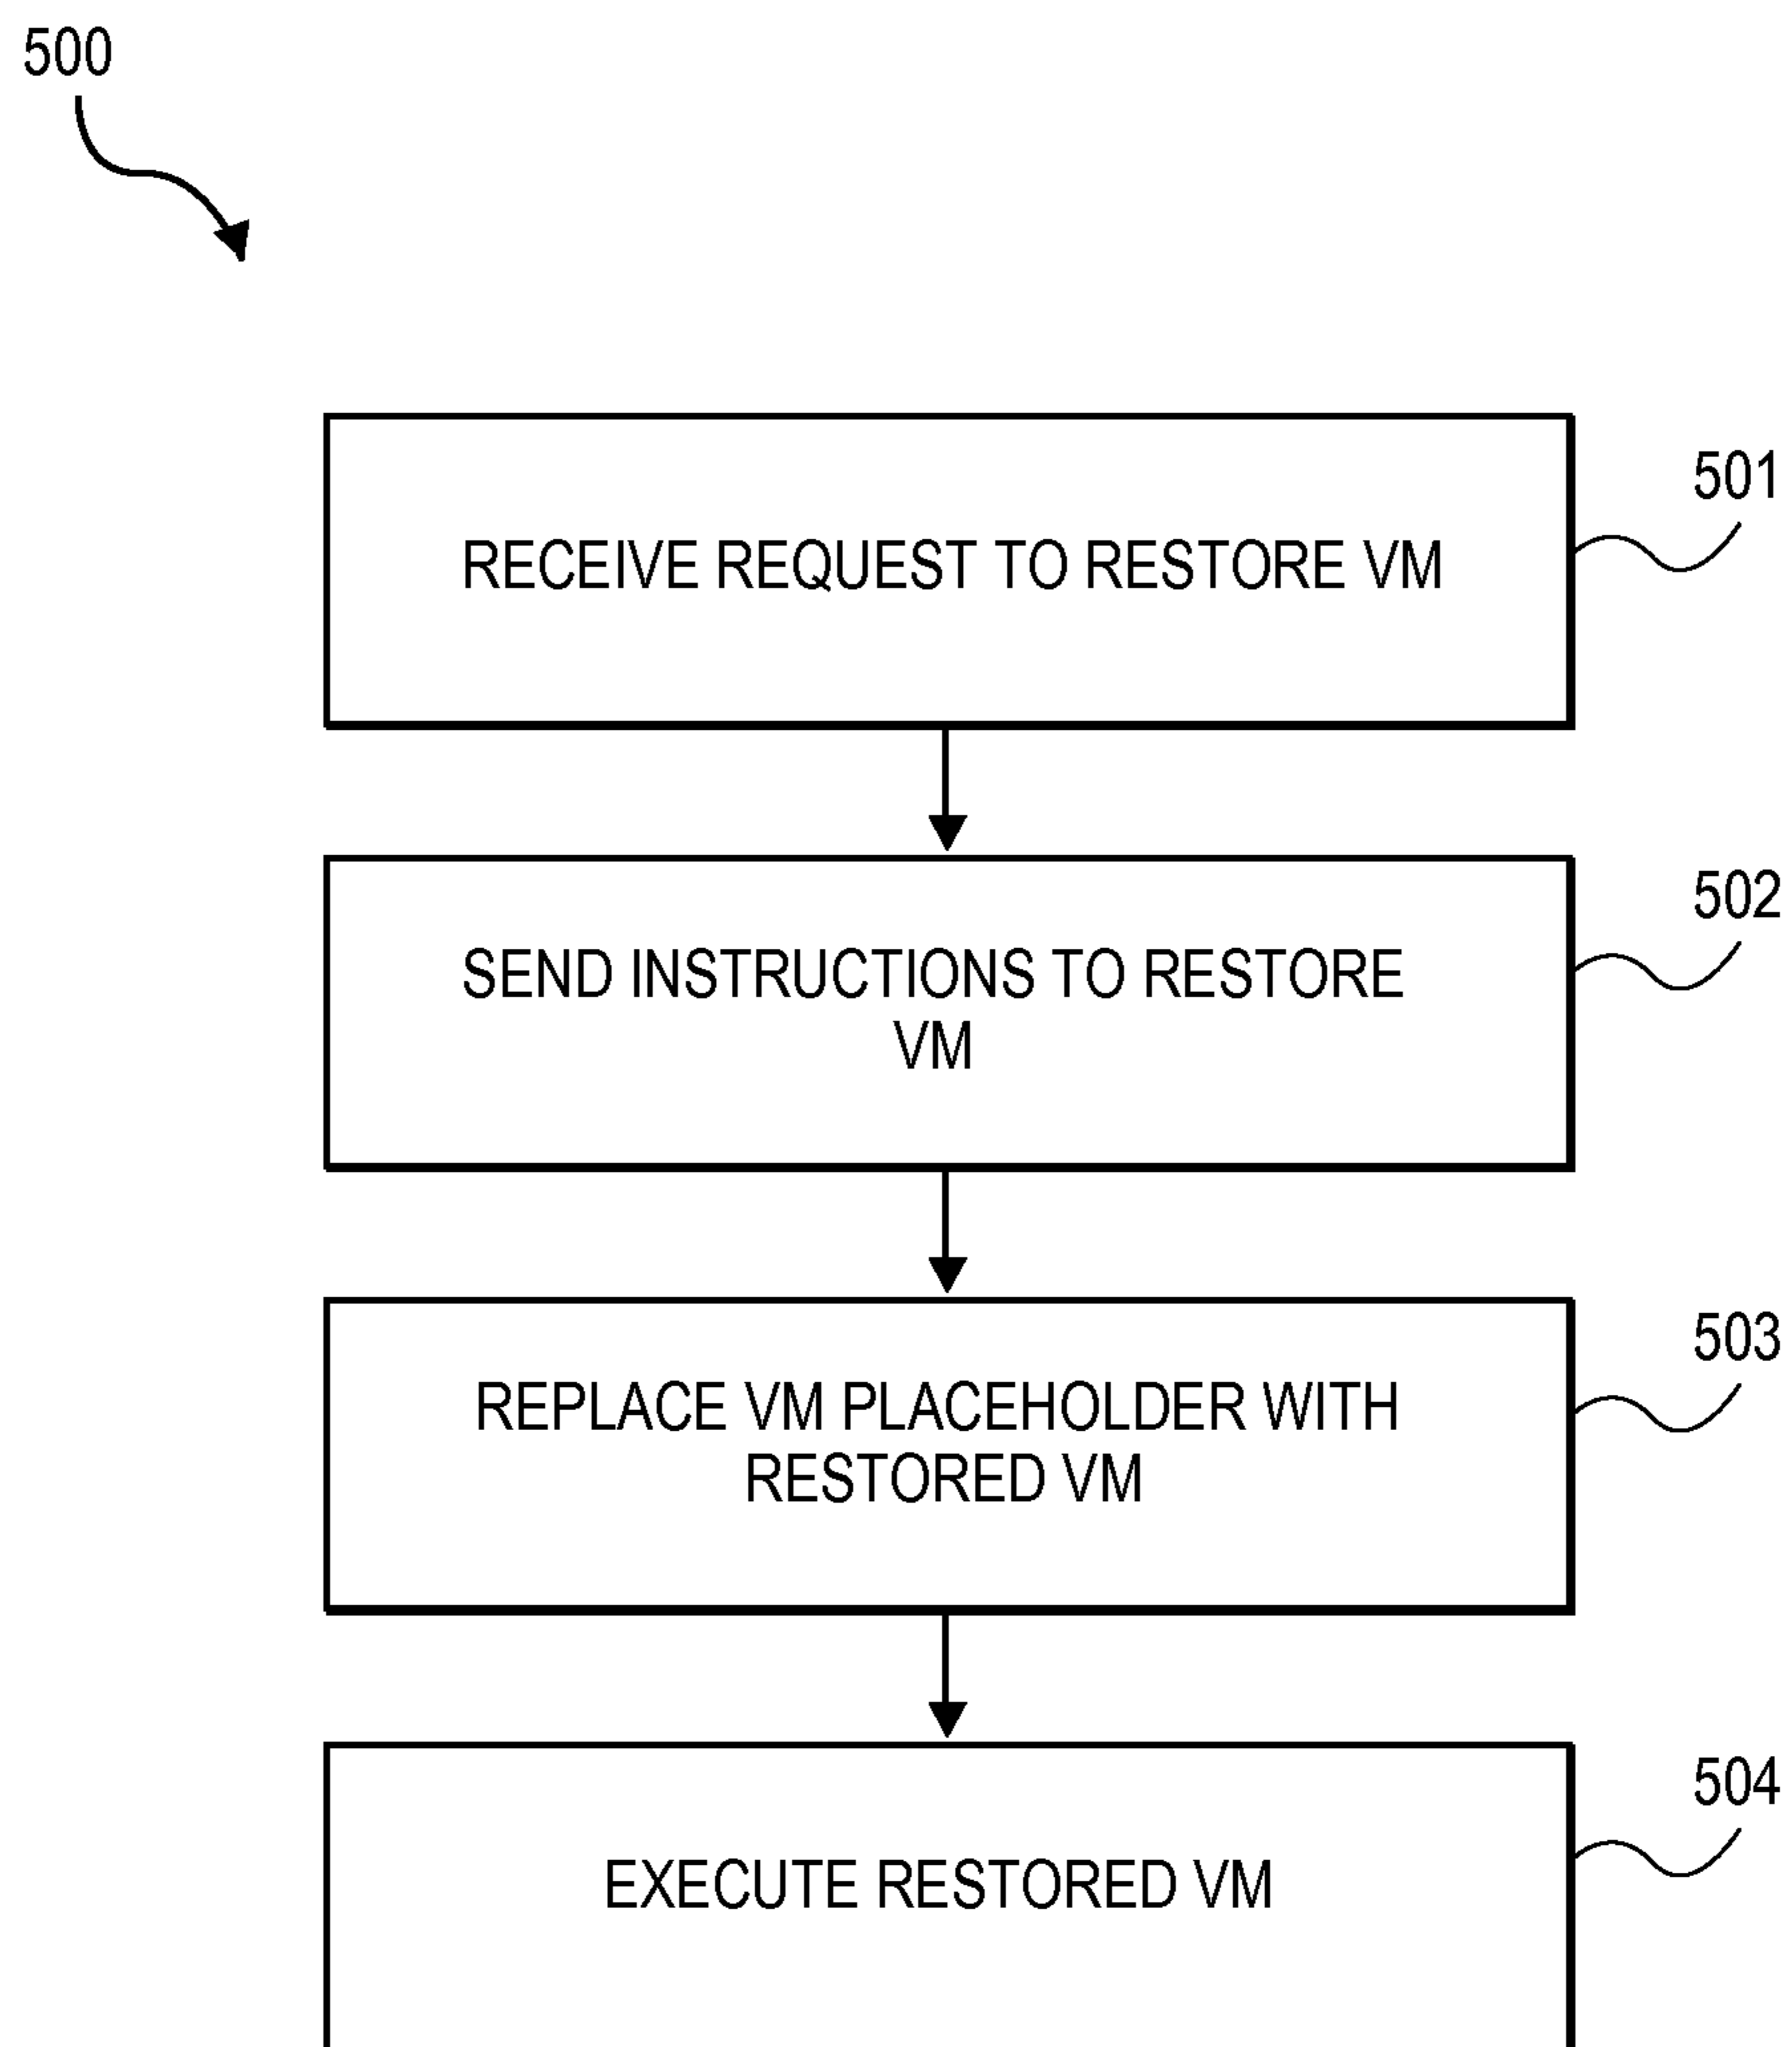 500
RECEIVE REQUEST TO RESTORE VM
501
SEND INSTRUCTIONS TO RESTORE
VM
502
REPLACE VM PLACEHOLDER WITH
RESTORED VM
503
EXECUTE RESTORED VM
504